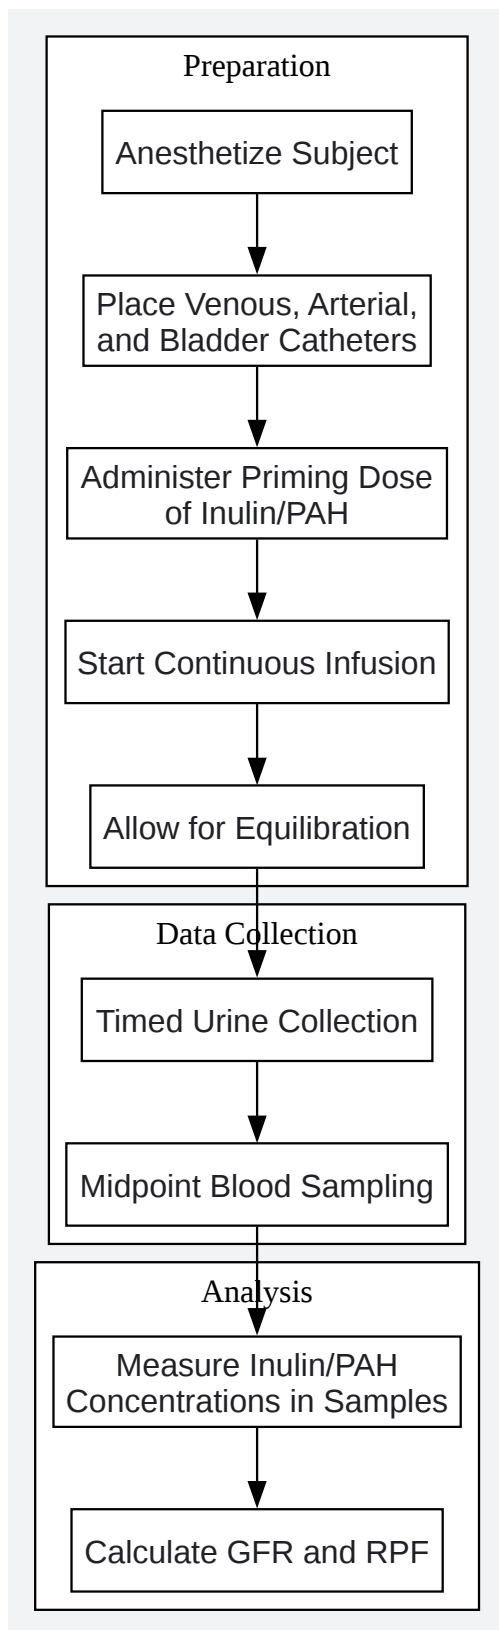 Preparation
Anesthetize Subject
Place Venous, Arterial,
and Bladder Catheters
Administer Priming Dose
of Inulin/PAH
Start Continuous Infusion
Allow for Equilibration
Data Collection
Timed Urine Collection
Midpoint Blood Sampling
Analysis
Measure Inulin/PAH
Concentrations in Samples
Calculate GFR and RPF